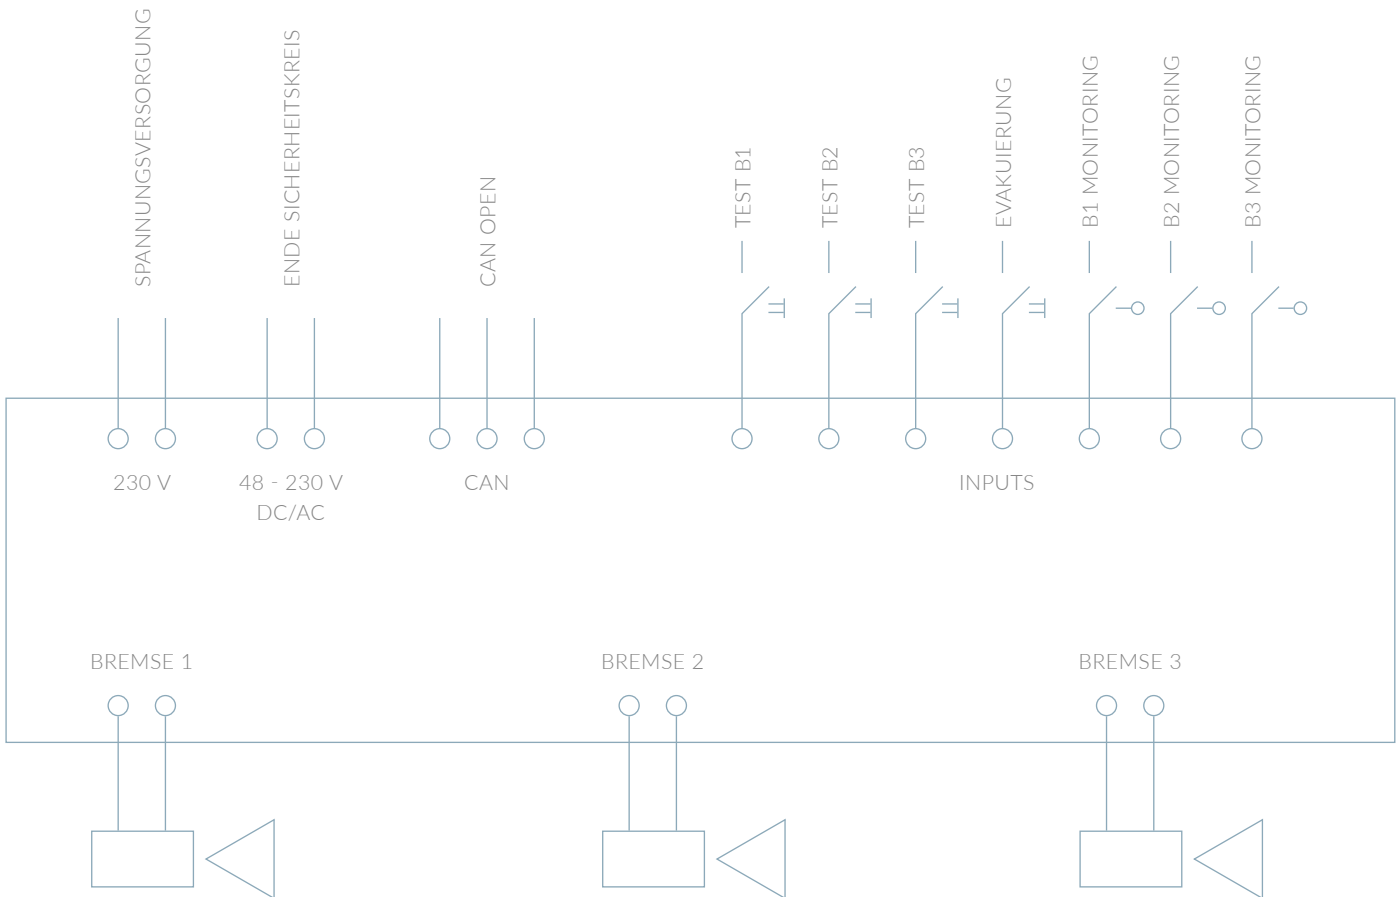 SPANNUNGSVERSORGUNG
ENDE SICHERHEITSKREIS
CAN OPEN
TEST B1
TEST B2
TEST B3
EVAKUIERUNG
B1 MONITORING
B2 MONITORING
B3 MONITORING
230 V
48 - 230 V
DC/AC
CAN
INPUTS
BREMSE 1
BREMSE 2
BREMSE 3